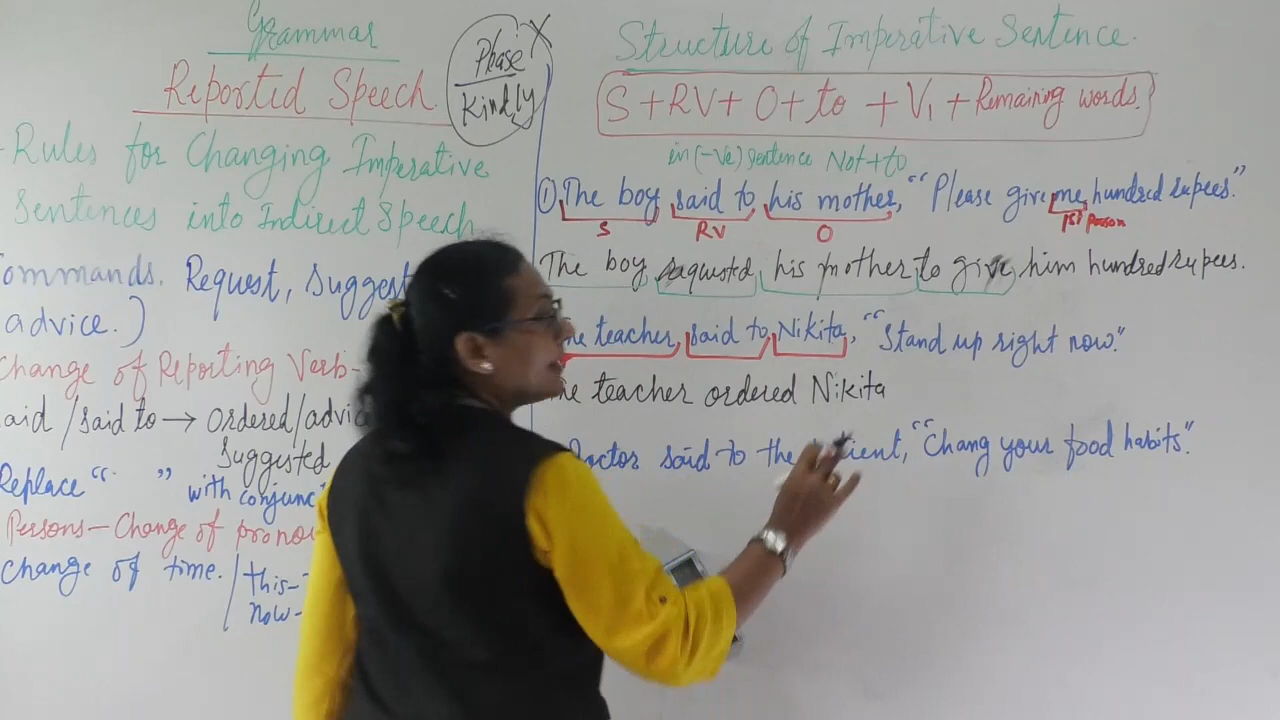 Grammar
Reported Speech
- Rules for Changing Imperative
Sentences into Indirect Speech
Commands. Request, Suggest
advice.)
Change of Reporting Verb-
aid / said to → ordered/advic
Suggested
Replace “ ” with conjunc
Persons - Change of prono
Change of time. / this-
now-
Phase X
Kindly
Structure of Imperative Sentence.
S + RV + O + to + V1 + Remaining words.
in (-ve) sentence Not + to
① The boy said to his mother, “Please give me hundred rupees.”
S RV O 1st Person
The boy requested his mother to give him hundred rupees.
he teacher said to Nikita, “Stand up right now.”
he teacher ordered Nikita
Doctor said to the tient, “Chang your food habits”.